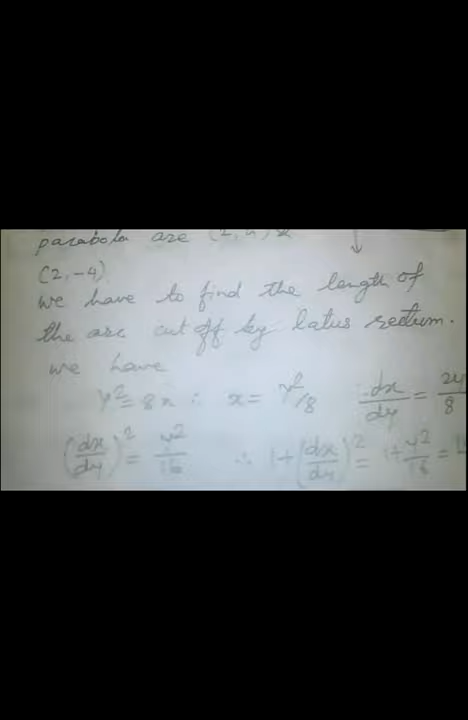 parabola are (2, 4) &
(2, -4)
we have to find the length of
the arc cut off by latus rectum.
we have
y² = 8x ∴ x = y²/8 dx/dy = 2y/8
(dx/dy)² = y²/16 ∴ 1+(dx/dy)² = 1+y²/16 =